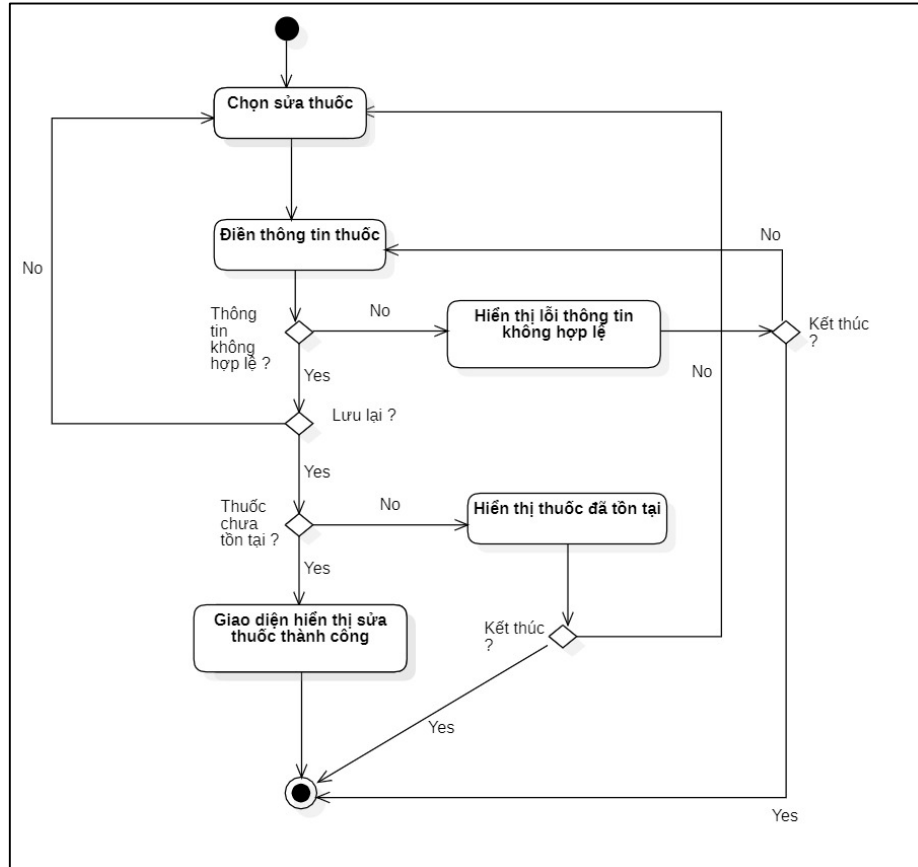 Chọn sửa thuốc
Điền thông tin thuốc
No
No
Thông
tin
không
hợp lệ ?
No
Hiển thị lỗi thông tin
không hợp lệ
Kết thúc
?
Yes
No
Lưu lại ?
Yes
Thuốc
chưa
tồn tại ?
No
Hiển thị thuốc đã tồn tại
Yes
Giao diện hiển thị sửa
thuốc thành công
Kết thúc
?
Yes
Yes